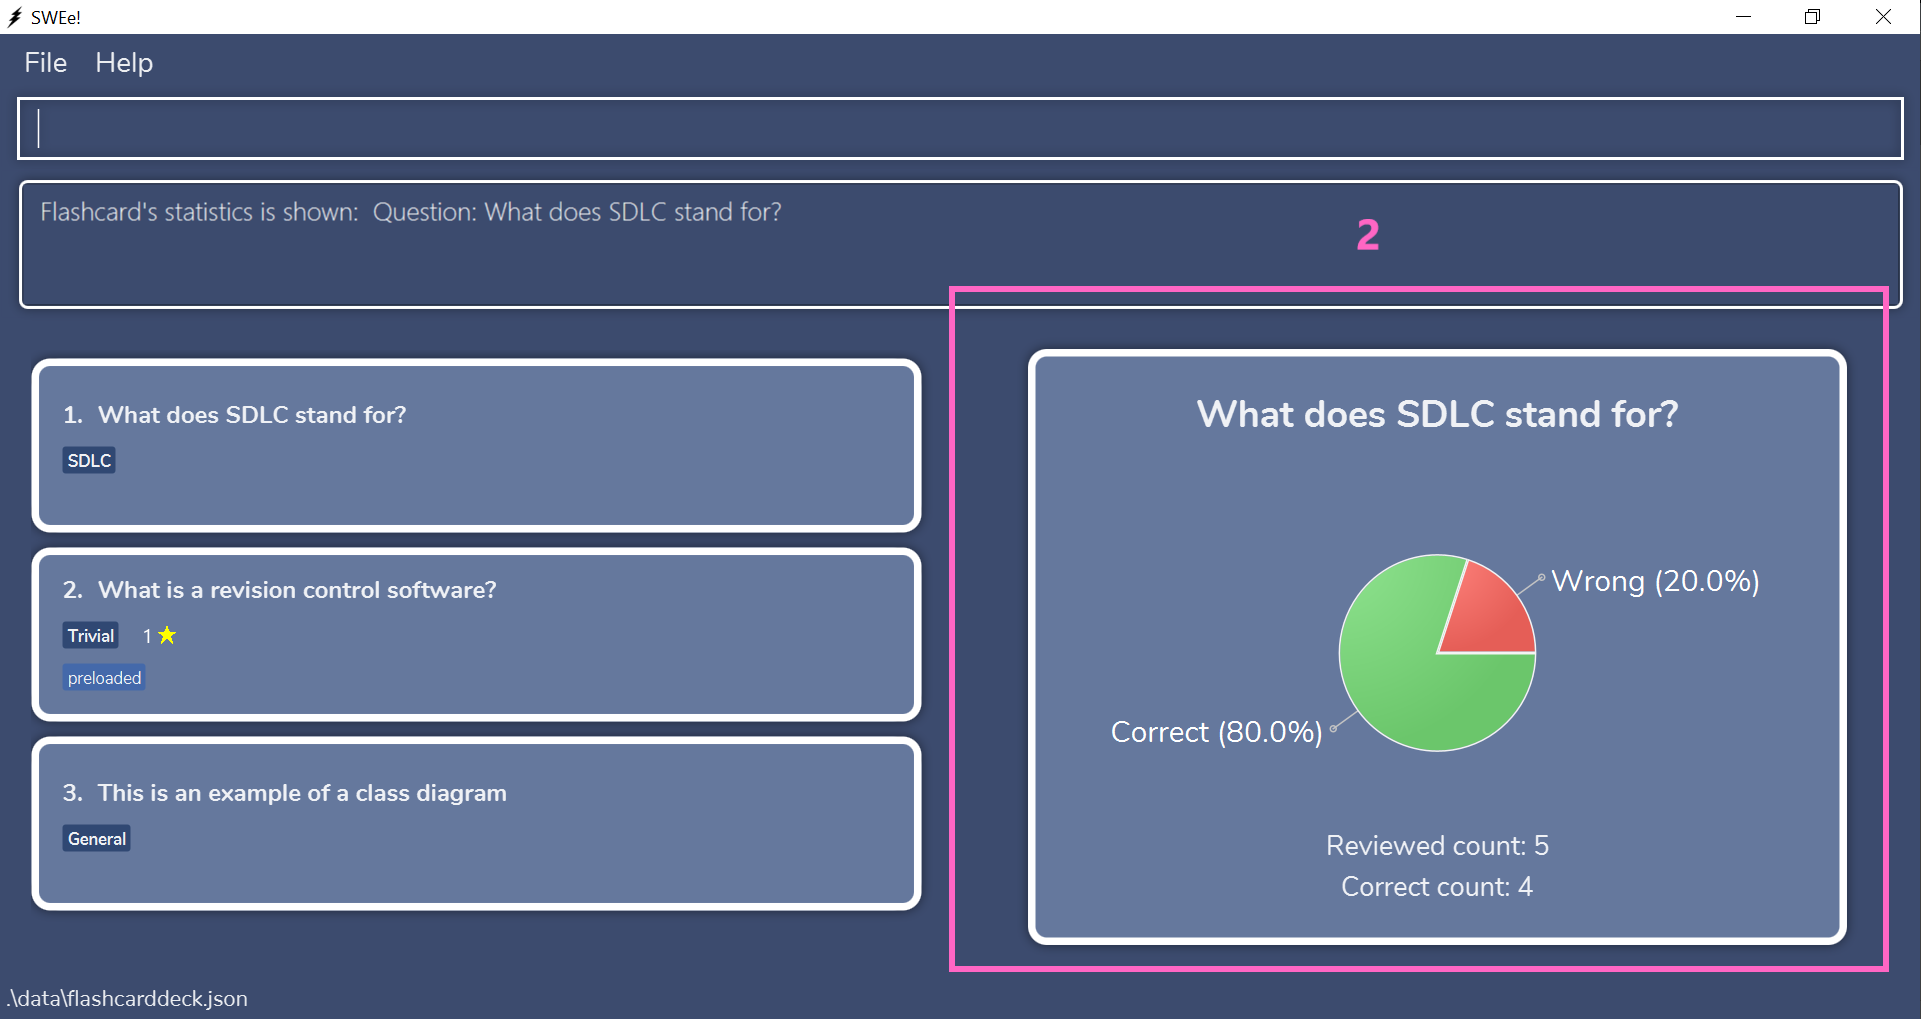 SWEe!
File Help
Flashcard's statistics is shown:  Question: What does SDLC stand for?
2
1. What does SDLC stand for?
SDLC
2. What is a revision control software?
Trivial 1 ★
preloaded
3. This is an example of a class diagram
General
What does SDLC stand for?
Wrong (20.0%)
Correct (80.0%)
Reviewed count: 5
Correct count: 4
.\data\flashcarddeck.json